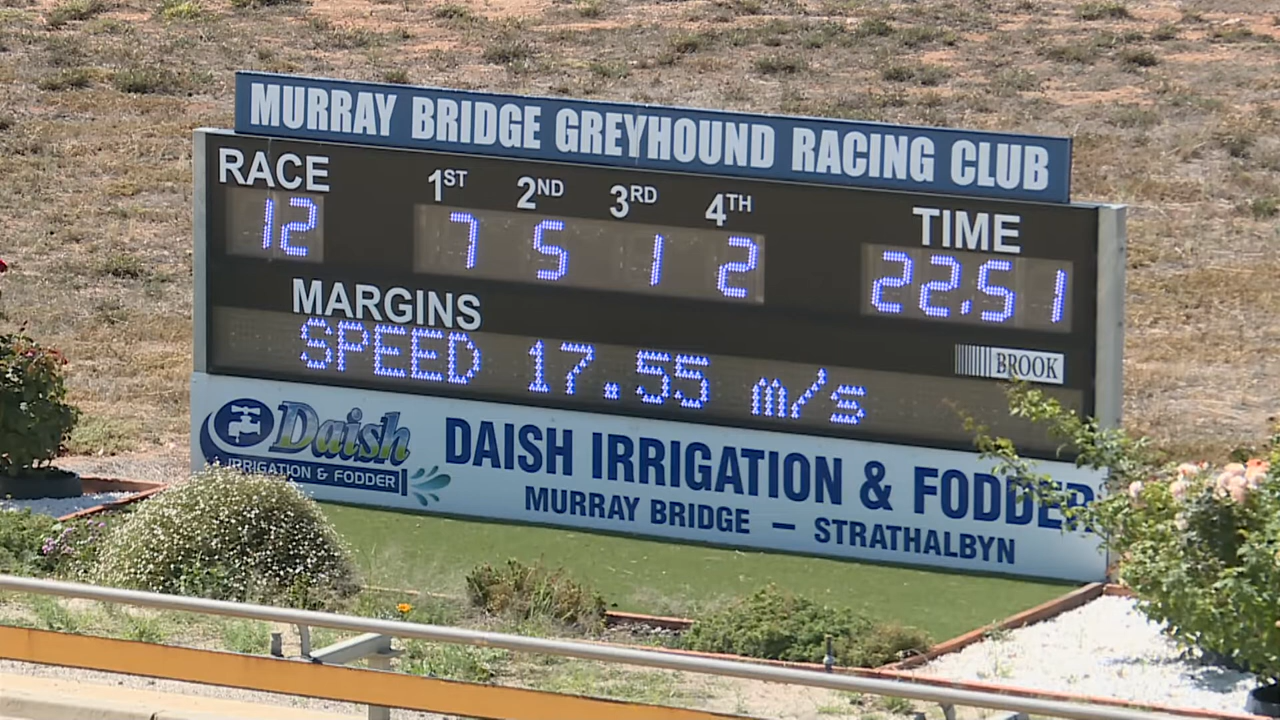 MURRAY BRIDGE GREYHOUND RACING CLUB
RACE 1ST 2ND 3RD 4TH TIME
12 7 5 1 2 22.51
MARGINS
SPEED 17.55 m/s
BROOK
Daish
IRRIGATION & FODDER
DAISH IRRIGATION & FODDER
MURRAY BRIDGE — STRATHALBYN